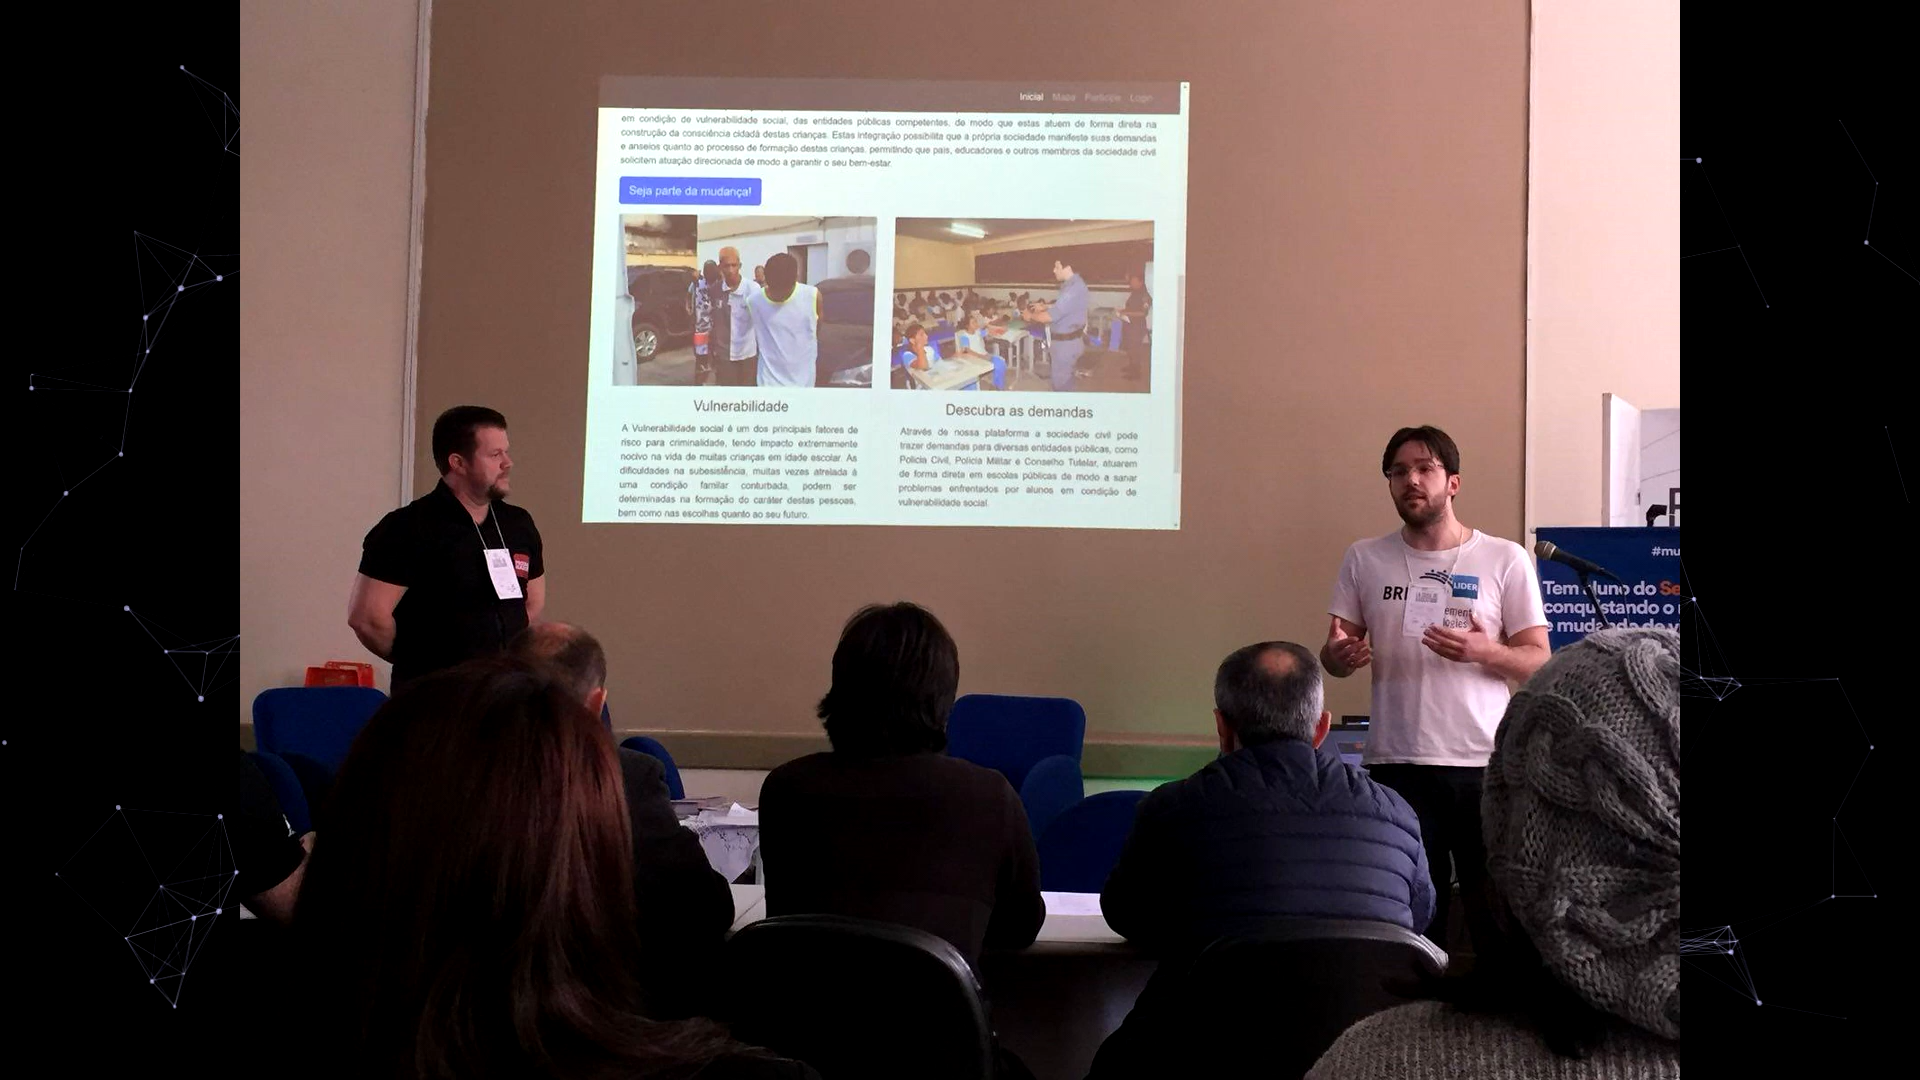 Inicial Mapa Participe Login
em condição de vulnerabilidade social, das entidades públicas competentes, de modo que estas atuem de forma direta na
construção da consciência cidadã destas crianças. Estas integração possibilita que a própria sociedade manifeste suas demandas
e anseios quanto ao processo de formação destas crianças, permitindo que pais, educadores e outros membros da sociedade civil
solicitem atuação direcionada de modo a garantir o seu bem-estar.
Seja parte da mudança!
Vulnerabilidade
A Vulnerabilidade social é um dos principais fatores de
risco para criminalidade, tendo impacto extremamente
nocivo na vida de muitas crianças em idade escolar. As
dificuldades na subesistência, muitas vezes atrelada à
uma condição familar conturbada, podem ser
determinadas na formação do caráter destas pessoas,
bem como nas escolhas quanto ao seu futuro.
Descubra as demandas
Através de nossa plataforma a sociedade civil pode
trazer demandas para diversas entidades públicas, como
Polícia Civil, Polícia Militar e Conselho Tutelar, atuarem
de forma direta em escolas públicas de modo a sanar
problemas enfrentados por alunos em condição de
vulnerabilidade social.
LIDER
BRI
ement
logies
#mu
Tem aluno do Se
conquistando o
e mudando de v